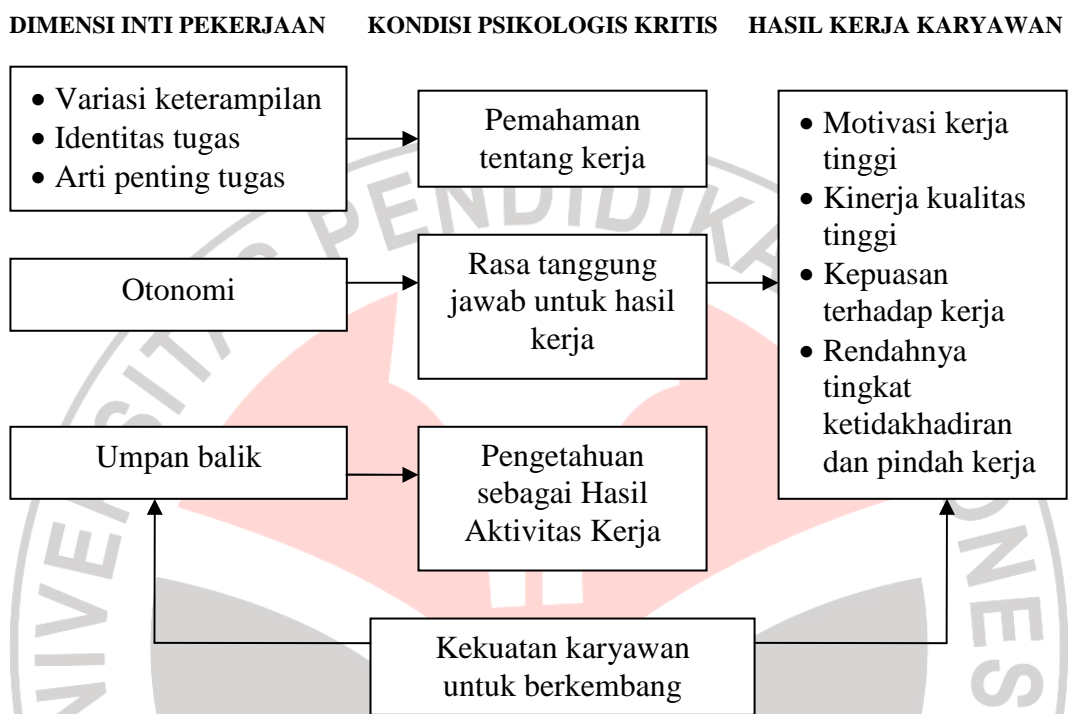 DIMENSI INTI PEKERJAAN
KONDISI PSIKOLOGIS KRITIS
HASIL KERJA KARYAWAN
• Variasi keterampilan
• Identitas tugas
• Arti penting tugas
Pemahaman
tentang kerja
• Motivasi kerja
tinggi
• Kinerja kualitas
tinggi
• Kepuasan
terhadap kerja
• Rendahnya
tingkat
ketidakhadiran
dan pindah kerja
Otonomi
Rasa tanggung
jawab untuk hasil
kerja
Umpan balik
Pengetahuan
sebagai Hasil
Aktivitas Kerja
Kekuatan karyawan
untuk berkembang